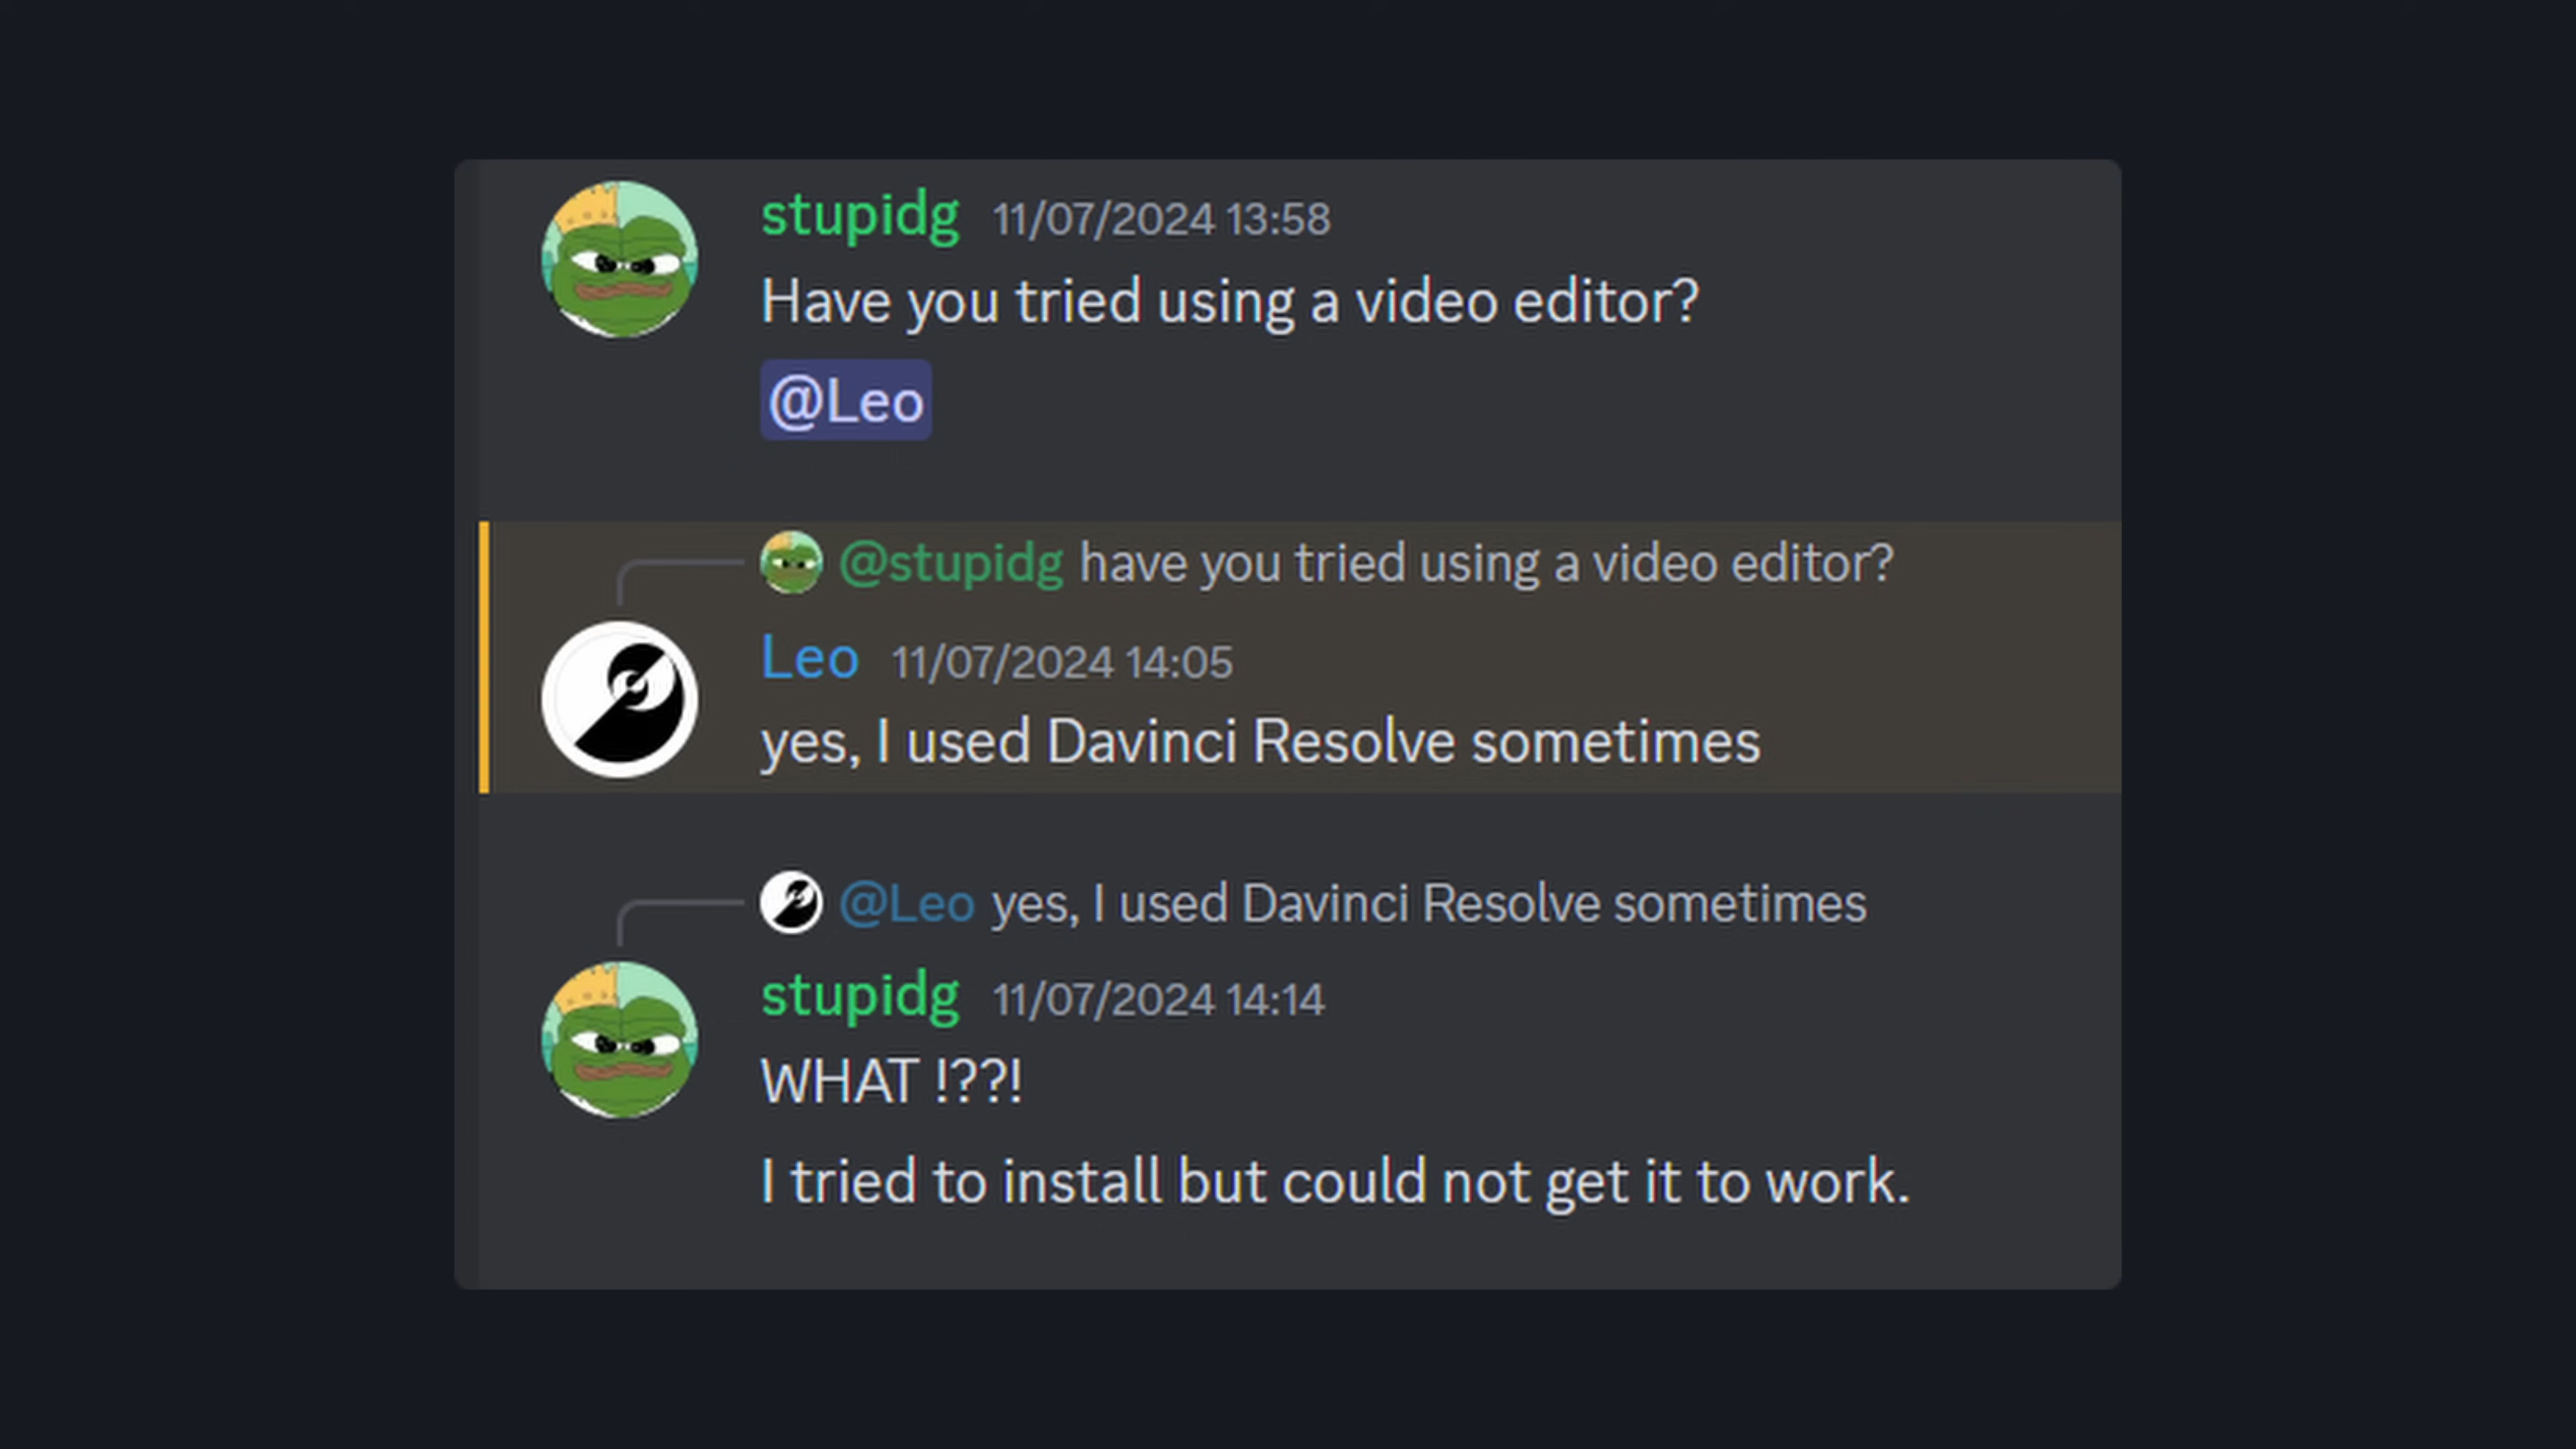 stupidg 11/07/2024 13:58
Have you tried using a video editor?
@Leo
@stupidg have you tried using a video editor?
Leo 11/07/2024 14:05
yes, I used Davinci Resolve sometimes
@Leo yes, I used Davinci Resolve sometimes
stupidg 11/07/2024 14:14
WHAT !??!
I tried to install but could not get it to work.